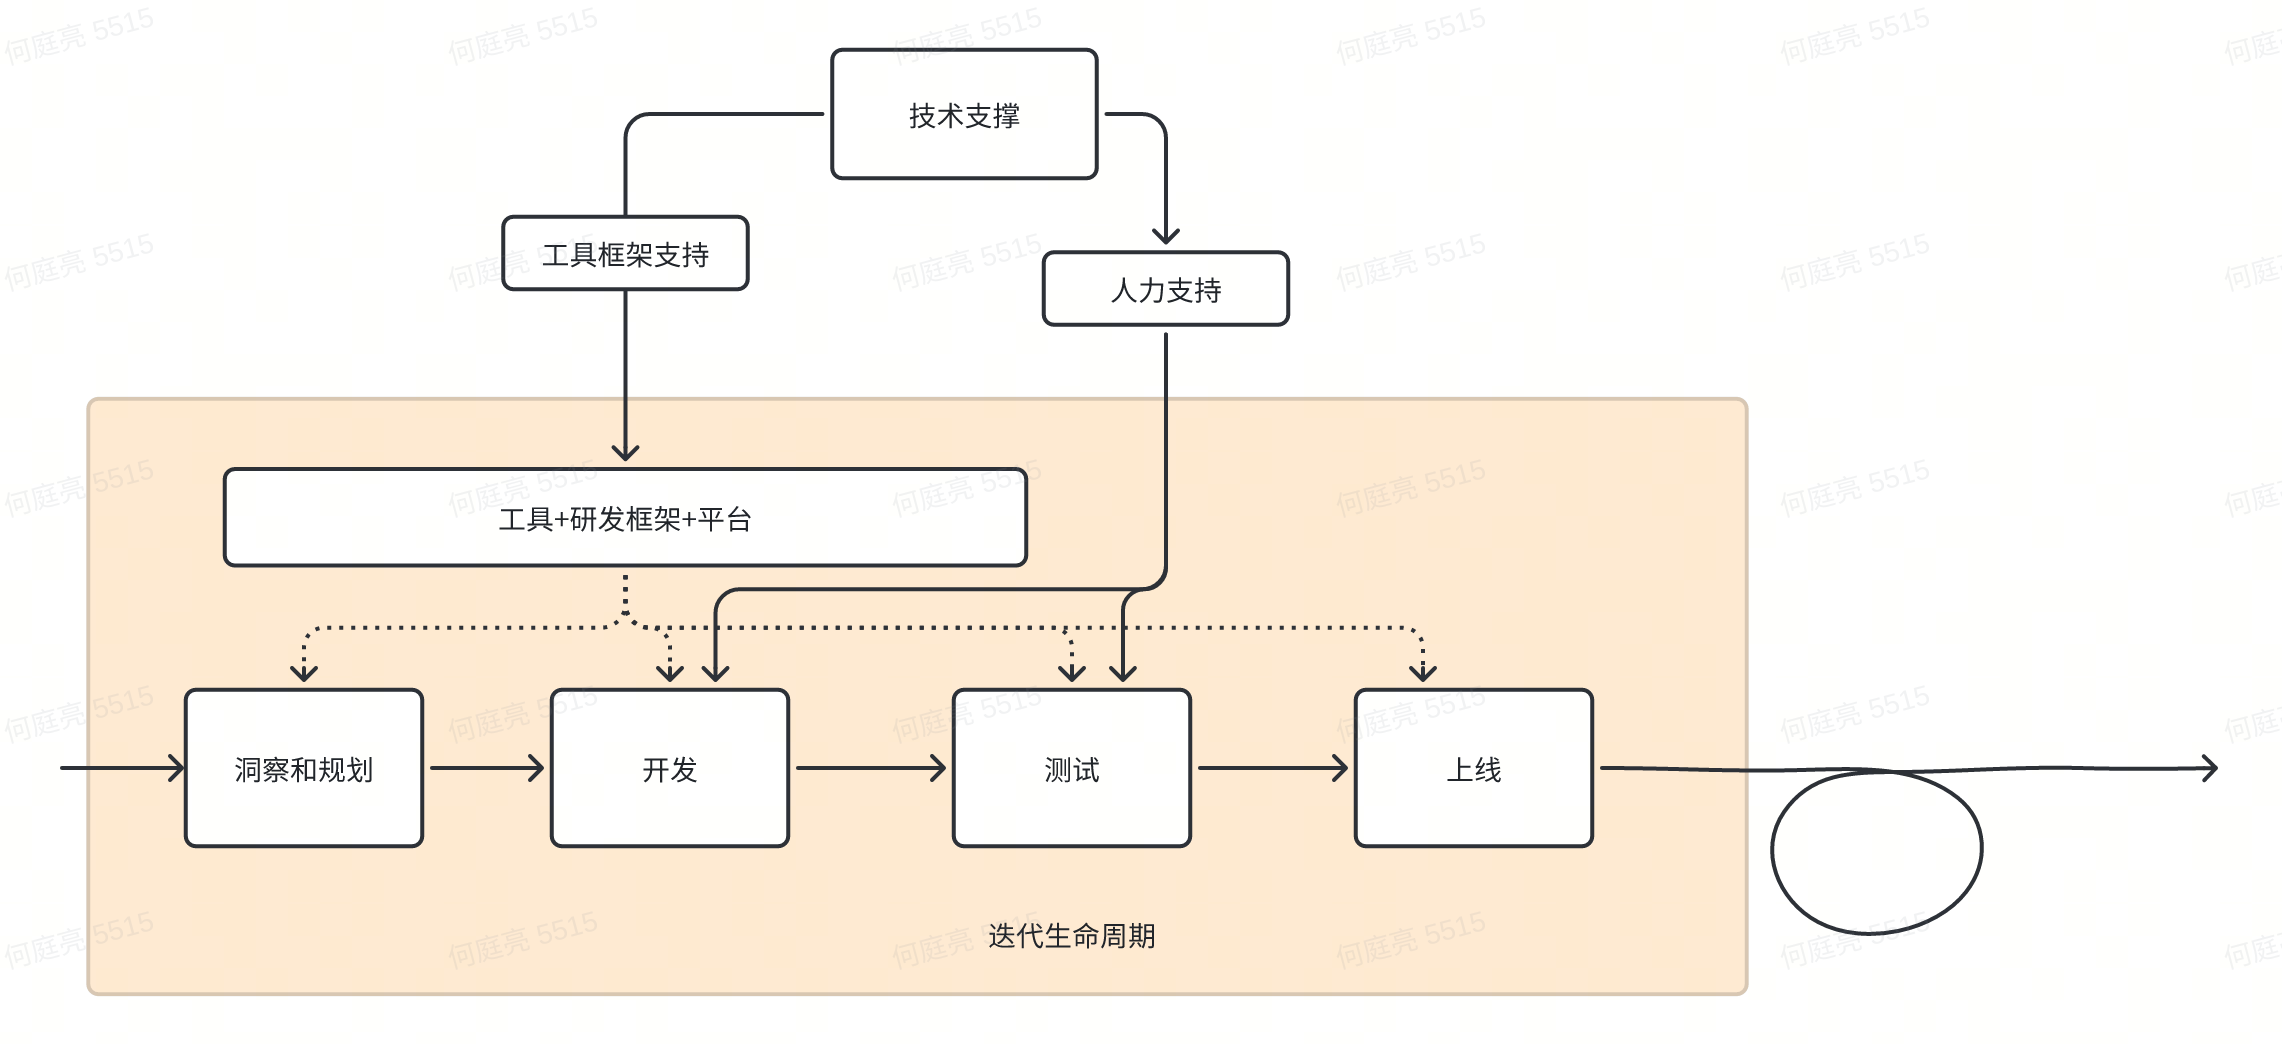 技术支撑
工具框架支持
人力支持
工具+研发框架+平台
洞察和规划
开发
测试
上线
迭代生命周期
何庭亮 5515